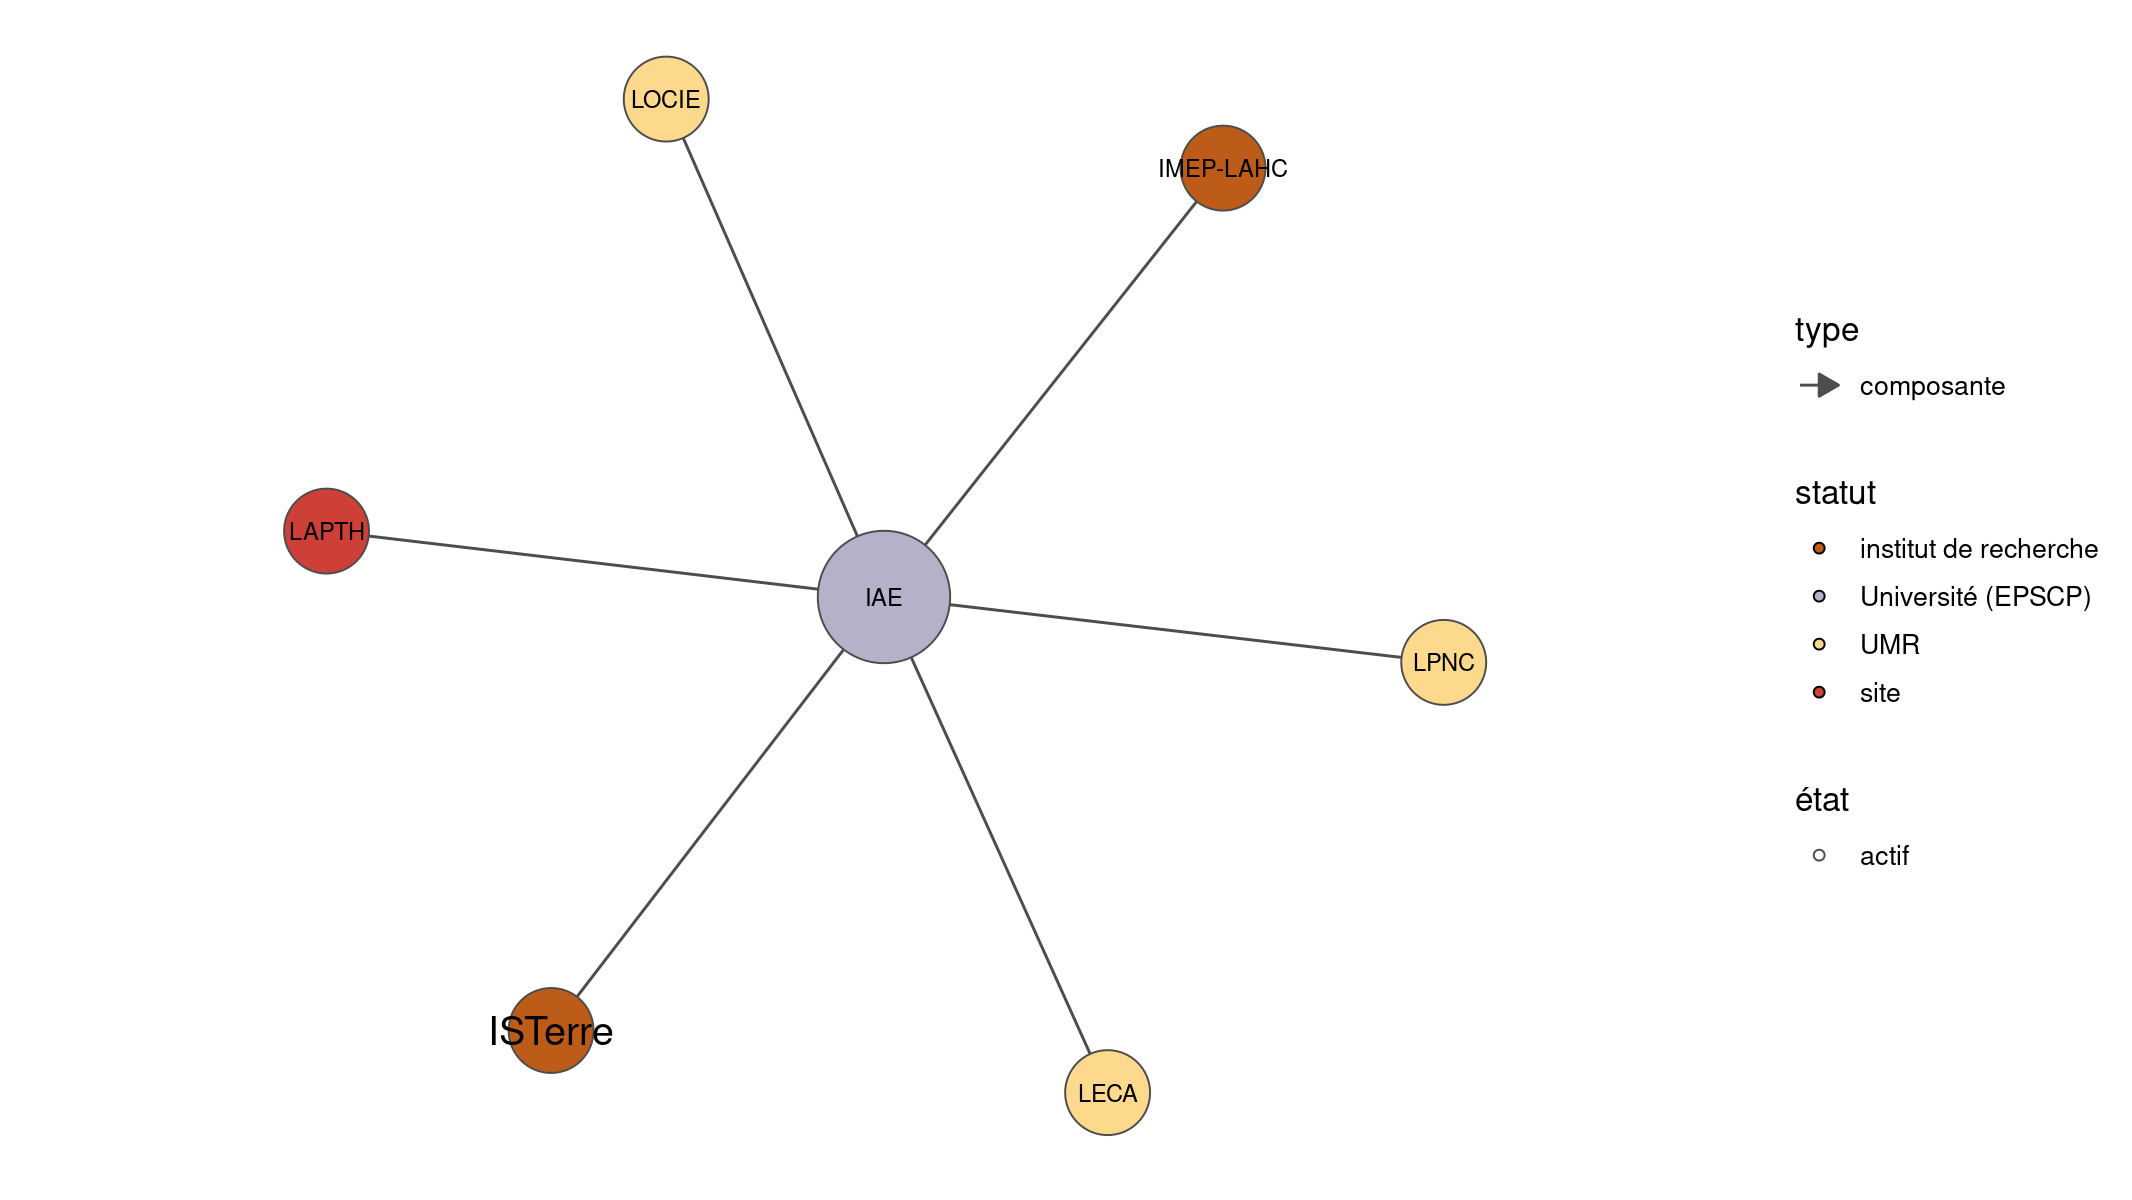 LOCIE
IMEP-LAHC
LAPTH
IAE
LPNC
ISTerre
LECA
type
composante
statut
institut de recherche
Université (EPSCP)
UMR
site
état
actif